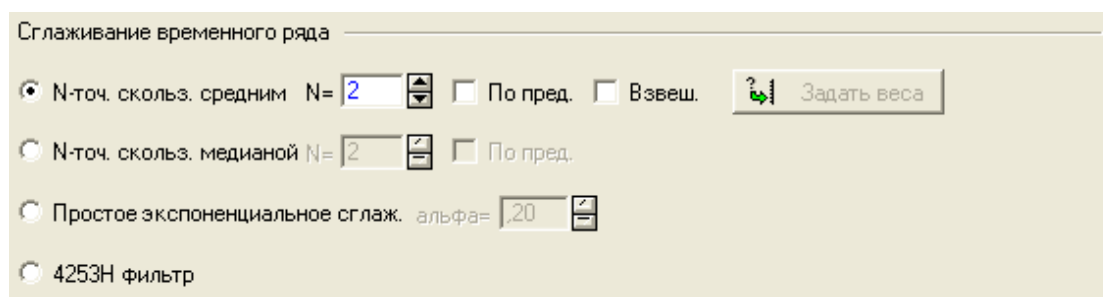 Сглаживание временного ряда
N-точ. скольз. средним N= 2 По пред. Взвеш. ? Задать веса
N-точ. скольз. медианой N= 2 По пред.
Простое экспоненциальное сглаж. альфа= ,20
4253H фильтр